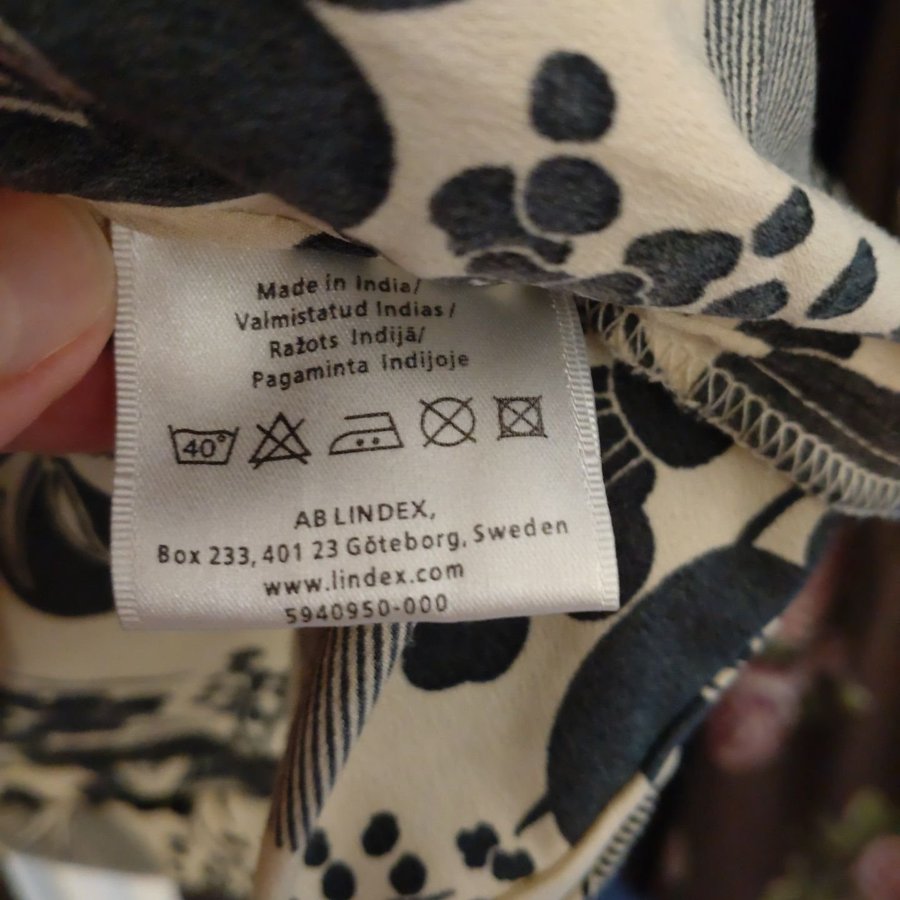 Made in India/
Valmistatud Indias/
Ražots Indijā/
Pagaminta Indijoje
40°
AB LINDEX,
Box 233, 401 23 Göteborg, Sweden
www.lindex.com
5940950-000